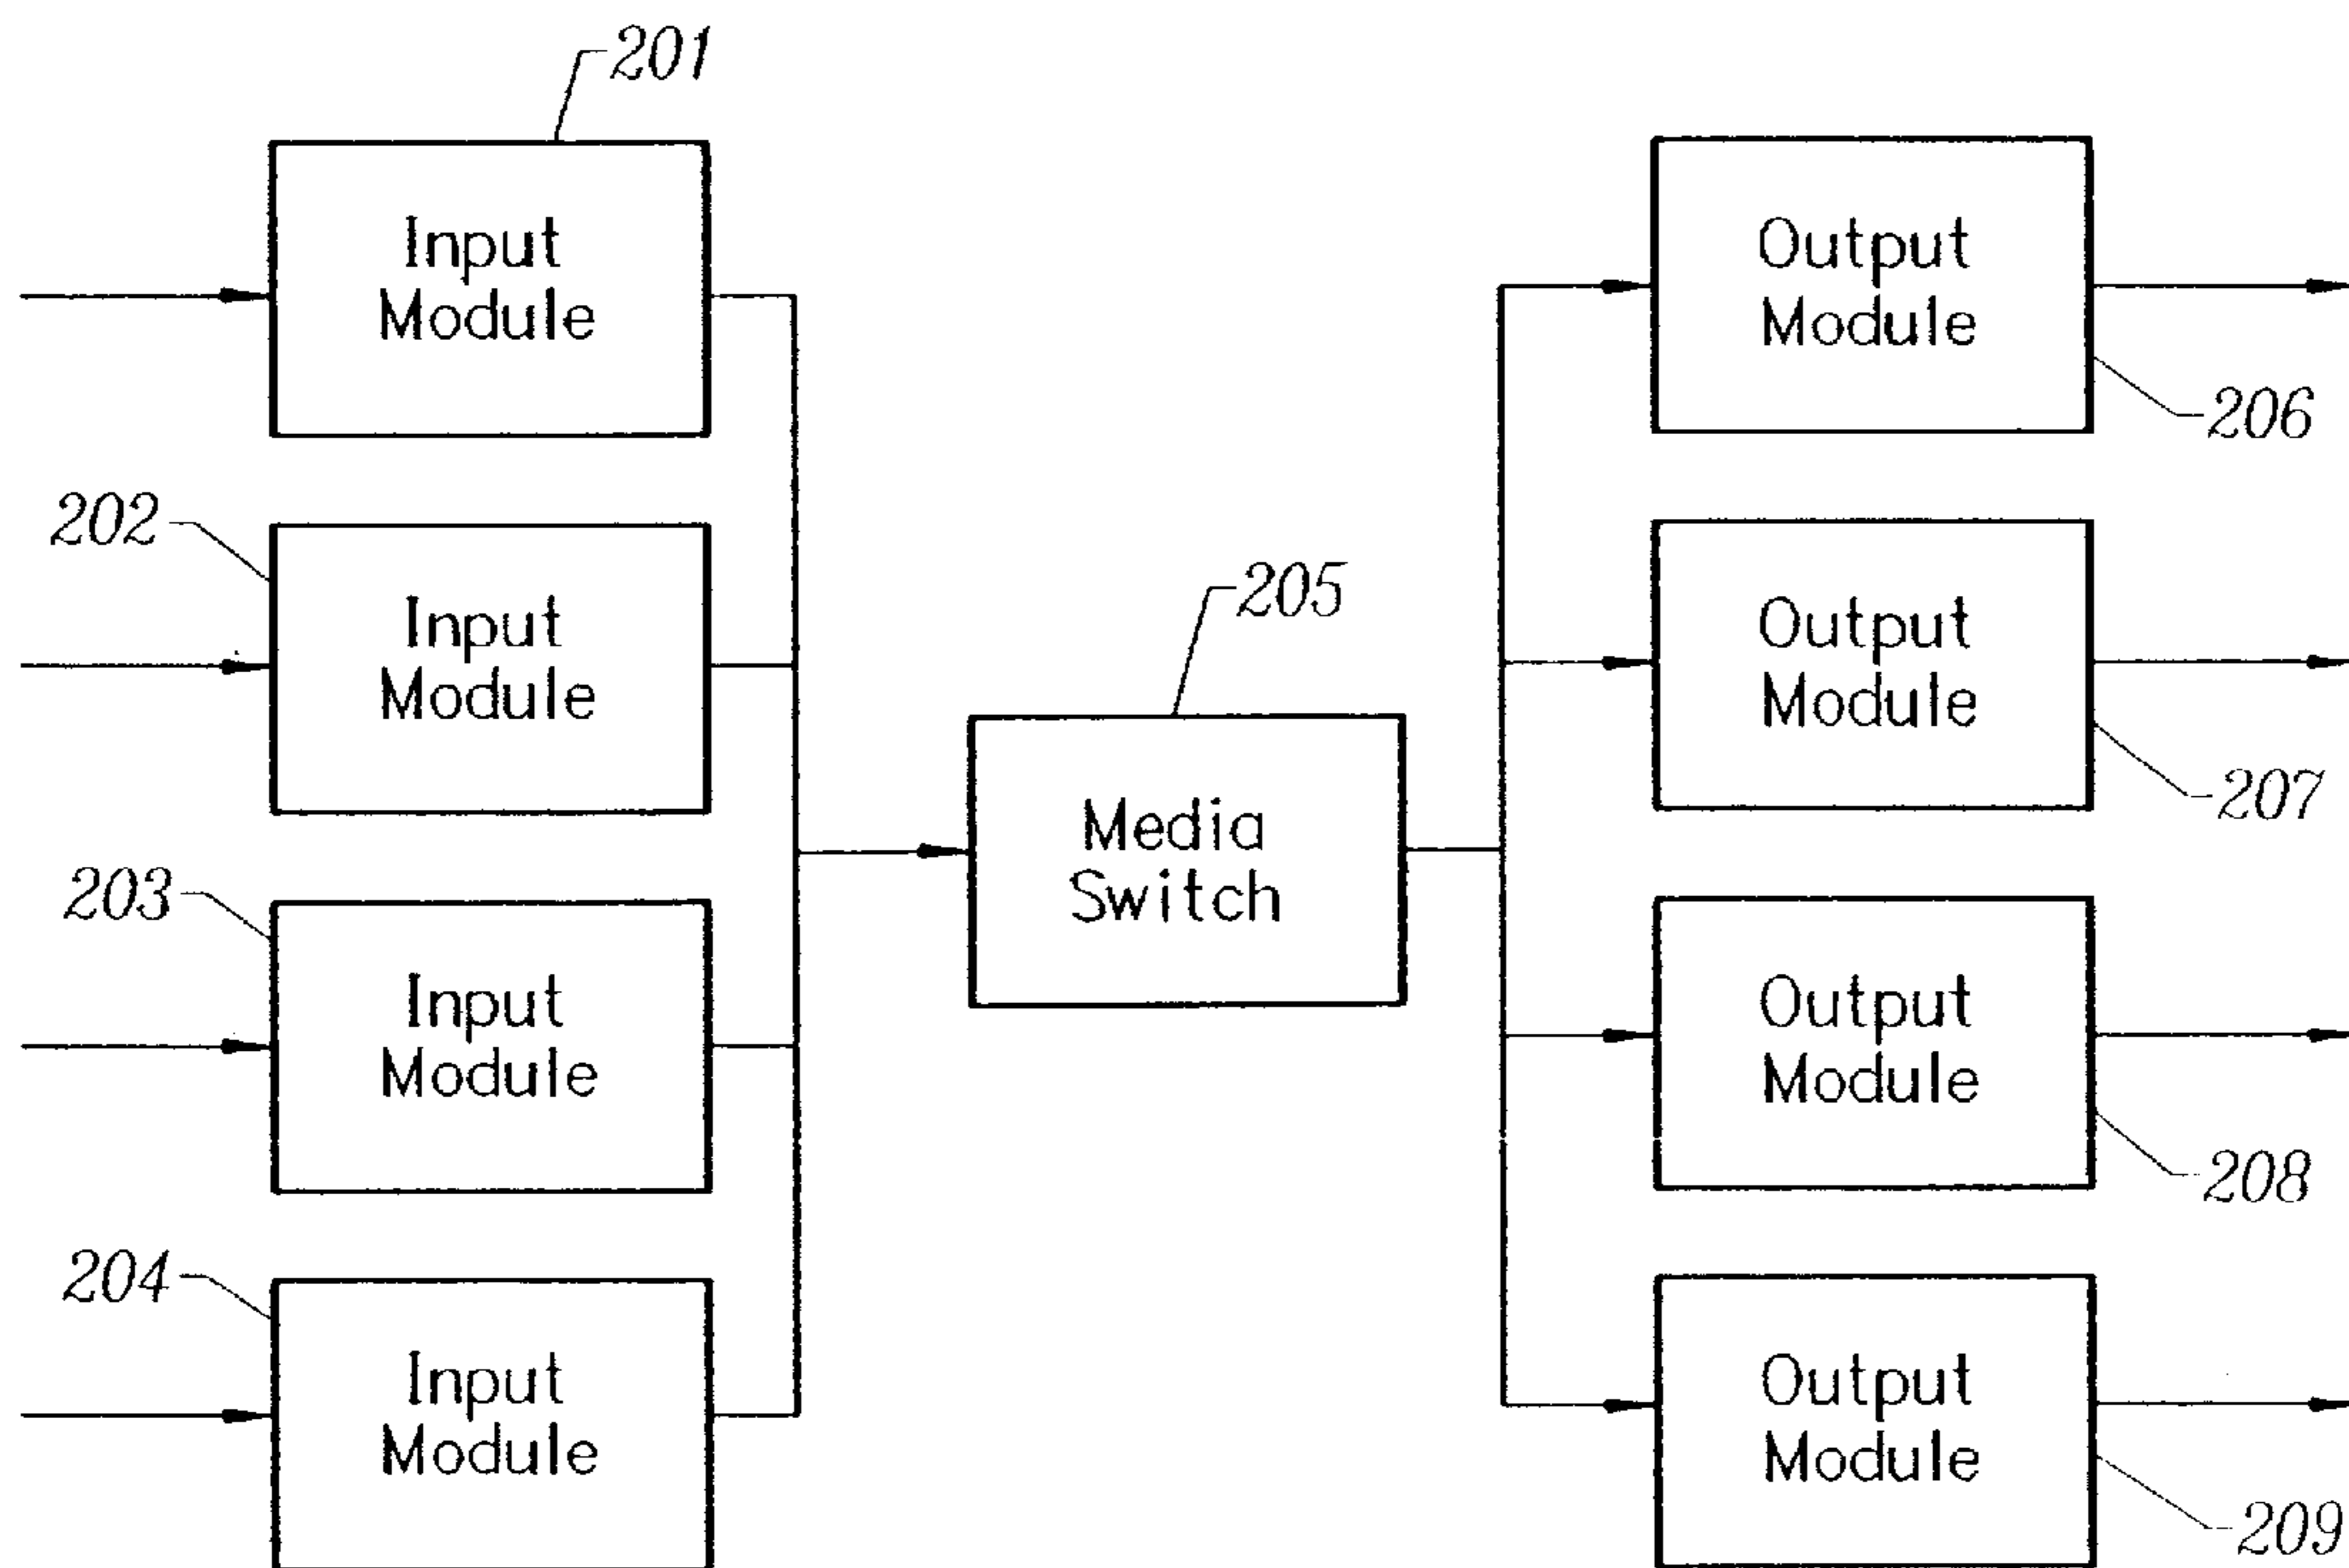 201
Input
Module
202
Input
Module
203
Input
Module
204
Input
Module
205
Media
Switch
Output
Module
206
Output
Module
207
Output
Module
208
Output
Module
209